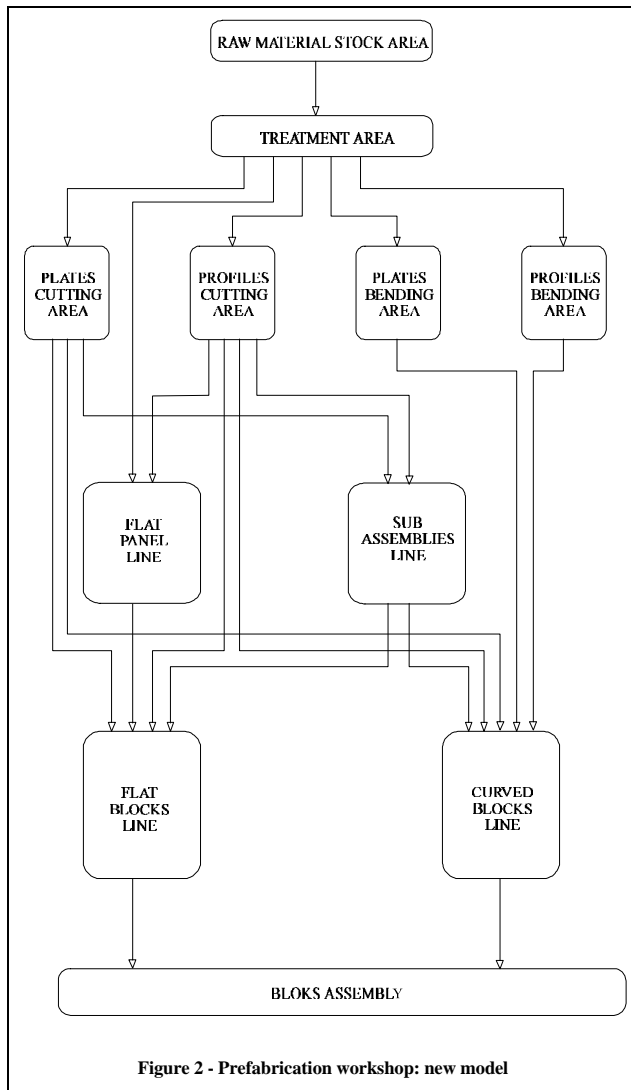 RAW MATERIAL STOCK AREA
TREATMENT AREA
PLATES
CUTTING
AREA
PROFILES
CUTTING
AREA
PLATES
BENDING
AREA
PROFILES
BENDING
AREA
FLAT
PANEL
LINE
SUB
ASSEMBLIES
LINE
FLAT
BLOCKS
LINE
CURVED
BLOCKS
LINE
BLOKS ASSEMBLY
Figure 2 - Prefabrication workshop: new model